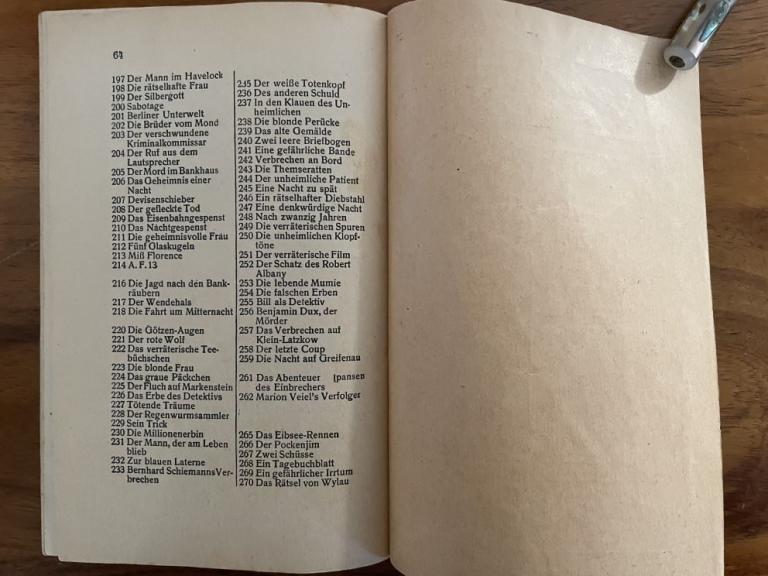 64
197 Der Mann im Havelock
198 Die rätselhafte Frau
199 Der Silbergott
200 Sabotage
201 Berliner Unterwelt
202 Die Brüder vom Mond
203 Der verschwundene
Kriminalkommissar
204 Der Ruf aus dem
Lautsprecher
205 Der Mord im Bankhaus
206 Das Geheimnis einer
Nacht
207 Devisenschieber
208 Der gefleckte Tod
209 Das Eisenbahngespenst
210 Das Nachtgespenst
211 Die geheimnisvolle Frau
212 Fünf Glaskugeln
213 Miß Florence
214 A. F. 13
216 Die Jagd nach den Bank-
räubern
217 Der Wendehals
218 Die Fahrt um Mitternacht
220 Die Götzen-Augen
221 Der rote Wolf
222 Das verräterische Tee-
büchschen
223 Die blonde Frau
224 Das graue Päckchen
225 Der Fluch auf Markenstein
226 Das Erbe des Detektivs
227 Tötende Träume
228 Der Regenwurmsammler
229 Sein Trick
230 Die Millionenerbin
231 Der Mann, der am Leben
blieb
232 Zur blauen Laterne
233 Bernhard Schiemanns Ver-
brechen
235 Der weiße Totenkopf
236 Des anderen Schuld
237 In den Klauen des Un-
heimlichen
238 Die blonde Perücke
239 Das alte Gemälde
240 Zwei leere Briefbogen
241 Eine gefährliche Bande
242 Verbrechen an Bord
243 Die Themseratten
244 Der unheimliche Patient
245 Eine Nacht zu spät
246 Ein rätselhafter Diebstahl
247 Eine denkwürdige Nacht
248 Nach zwanzig Jahren
249 Die verräterischen Spuren
250 Die unheimlichen Klopf-
töne
251 Der verräterische Film
252 Der Schatz des Robert
Albany
253 Die lebende Mumie
254 Die falschen Erben
255 Bill als Detektiv
256 Benjamin Dux, der
Mörder
257 Das Verbrechen auf
Klein-Latzkow
258 Der letzte Coup
259 Die Nacht auf Greifenau
261 Das Abenteuer (pansen
des Einbrechers
262 Marion Veiel's Verfolger
265 Das Eibsee-Rennen
266 Der Pockenjim
267 Zwei Schüsse
268 Ein Tagebuchblatt
269 Ein gefährlicher Irrtum
270 Das Rätsel von Wylau